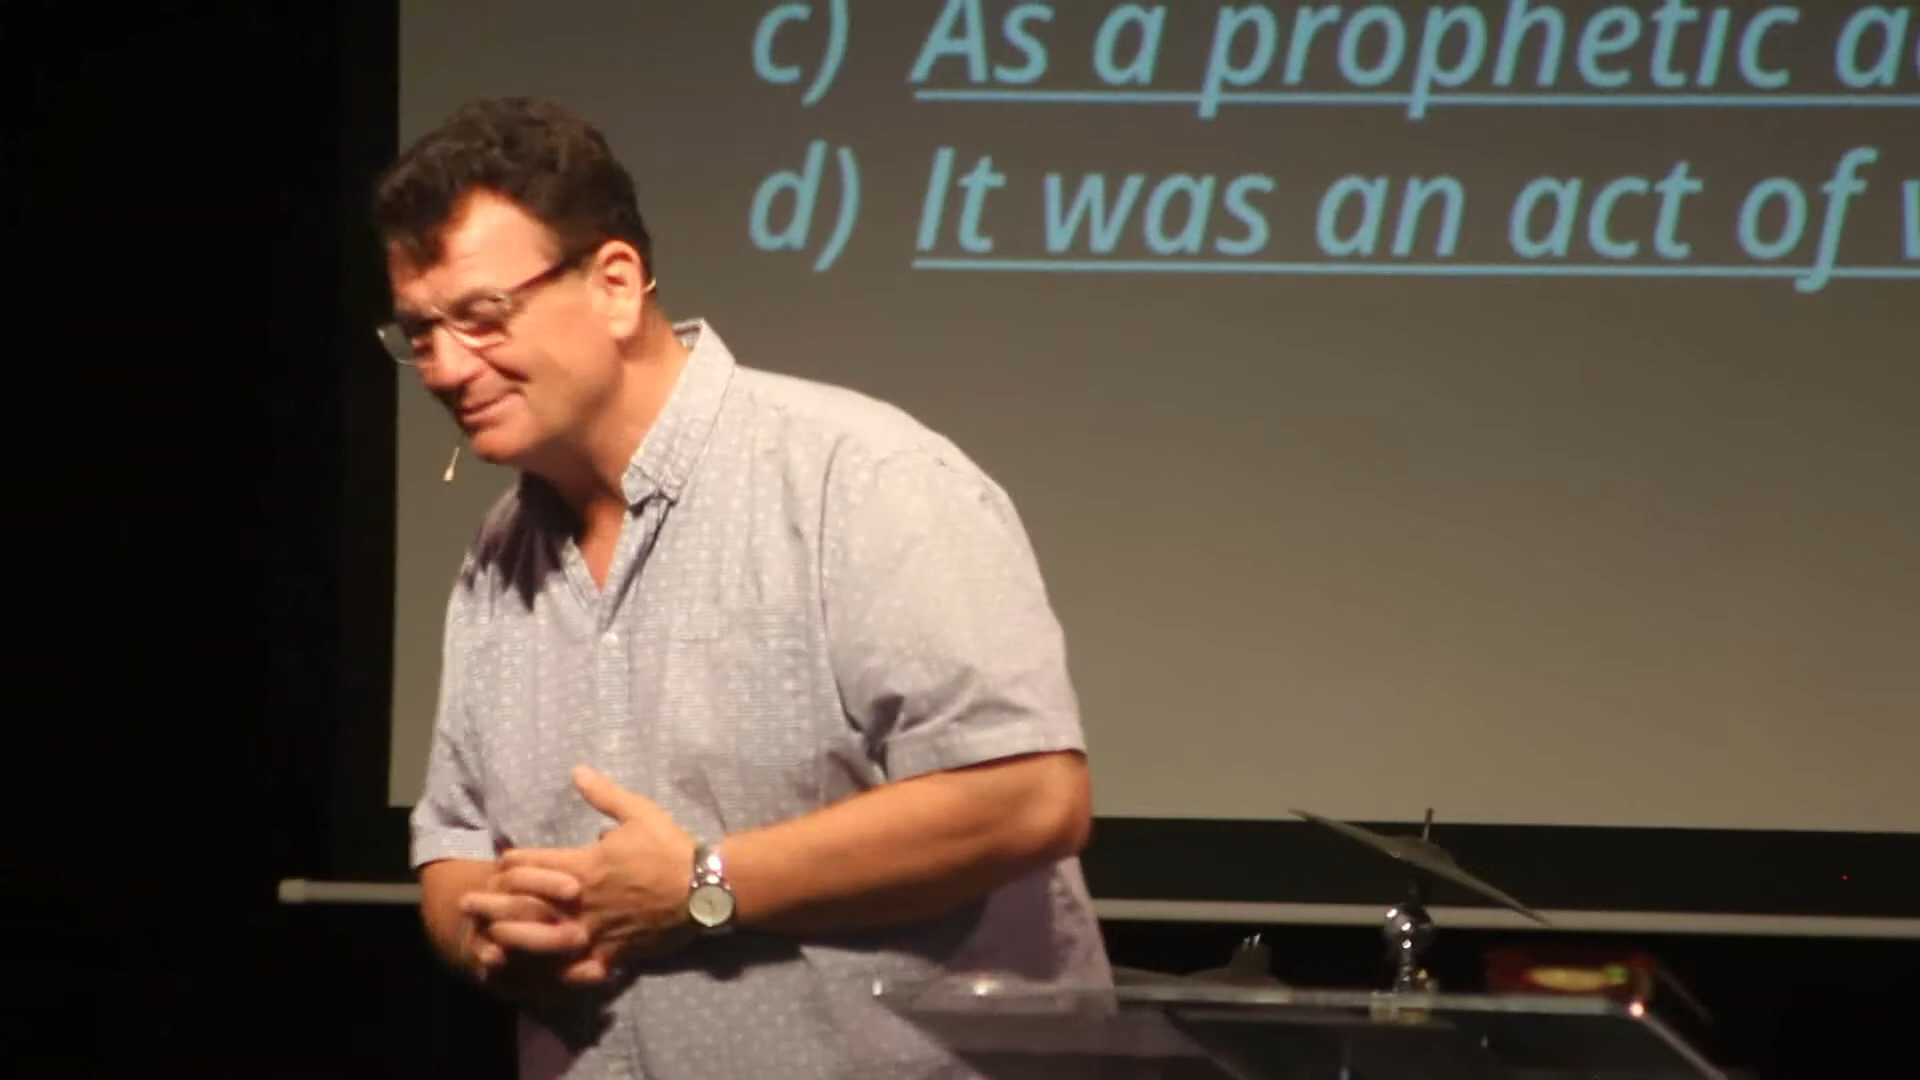 c) As a prophetic
d) It was an act of